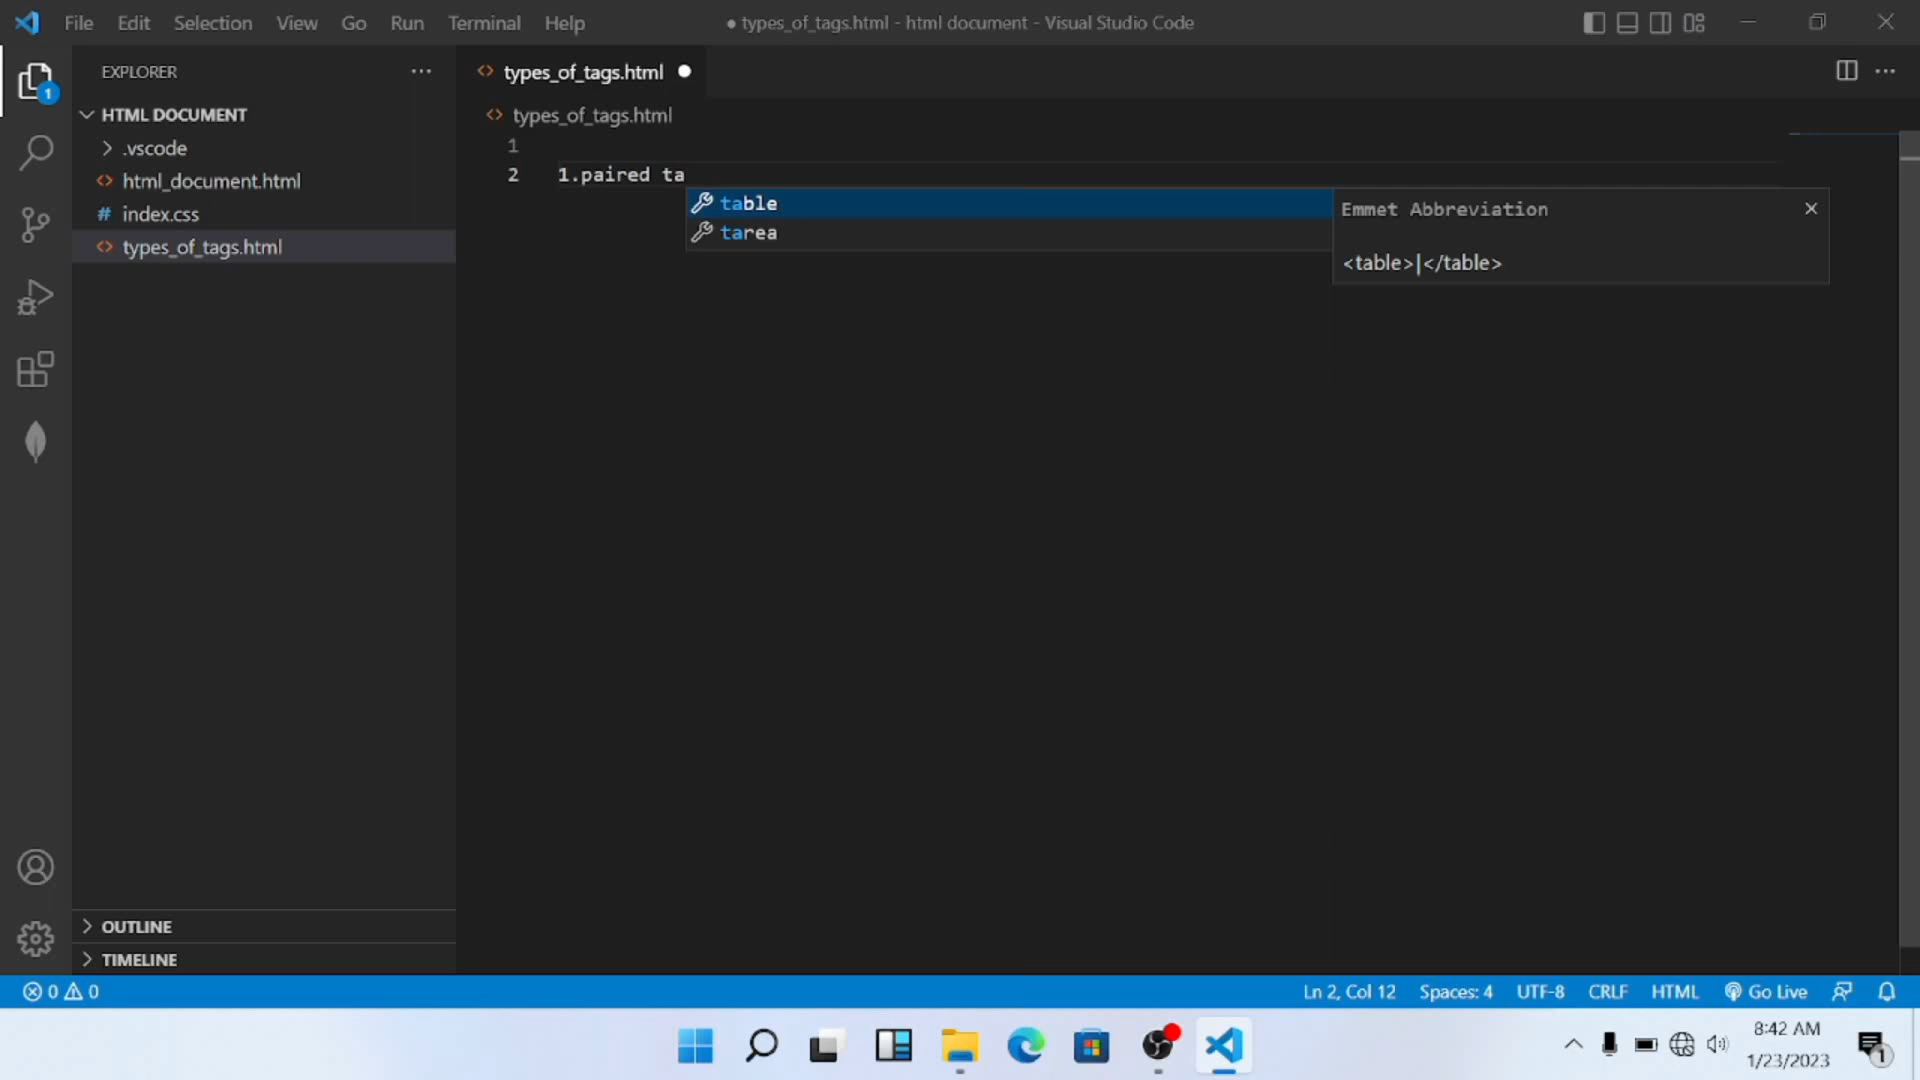 File Edit Selection View Go Run Terminal Help
● types_of_tags.html - html document - Visual Studio Code
EXPLORER
types_of_tags.html
1
HTML DOCUMENT
types_of_tags.html
.vscode
1
html_document.html
2 1.paired ta
index.css
table
tarea
Emmet Abbreviation
<table>|</table>
types_of_tags.html
OUTLINE
TIMELINE
0 0
Ln 2, Col 12 Spaces: 4 UTF-8 CRLF HTML Go Live
8:42 AM
1/23/2023
1